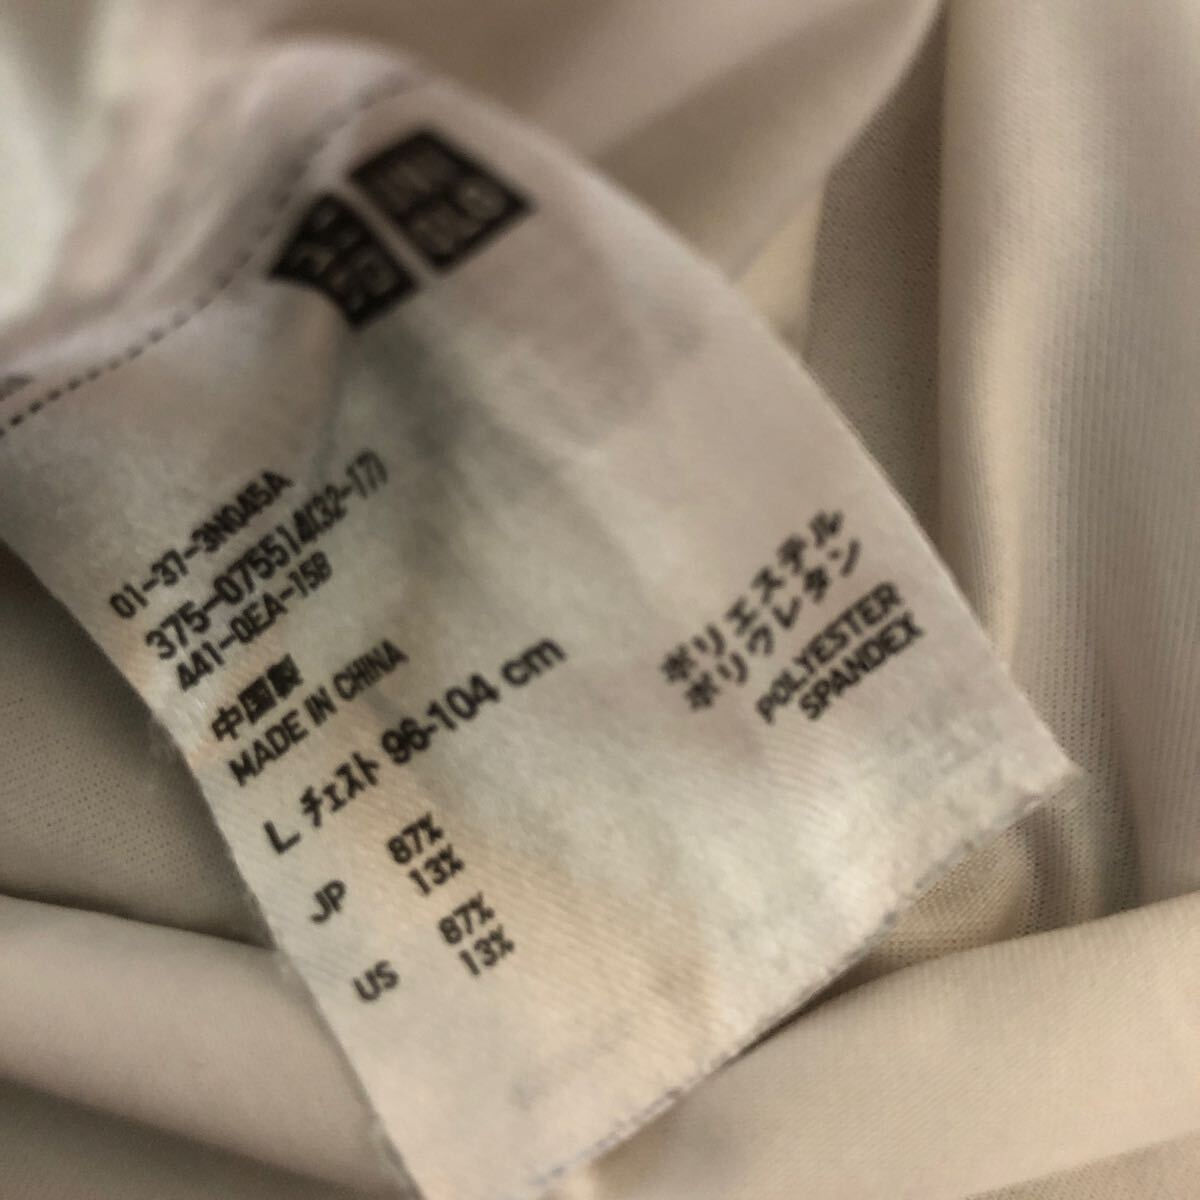 UNI
QLO
01-37-3N0A5A
375-075514(32-17)
441-0EA-15B
中国製
MADE IN CHINA
L チェスト 96-104 cm
JP 87% ポリエステル
13% ポリウレタン
US 87% POLYESTER
13% SPANDEX